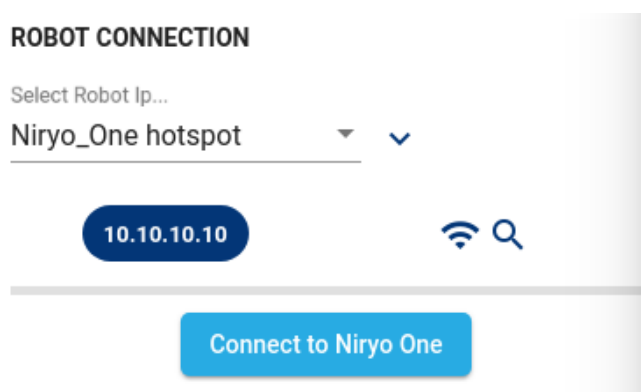 ROBOT CONNECTION
Select Robot Ip...
Niryo_One hotspot
10.10.10.10
Connect to Niryo One